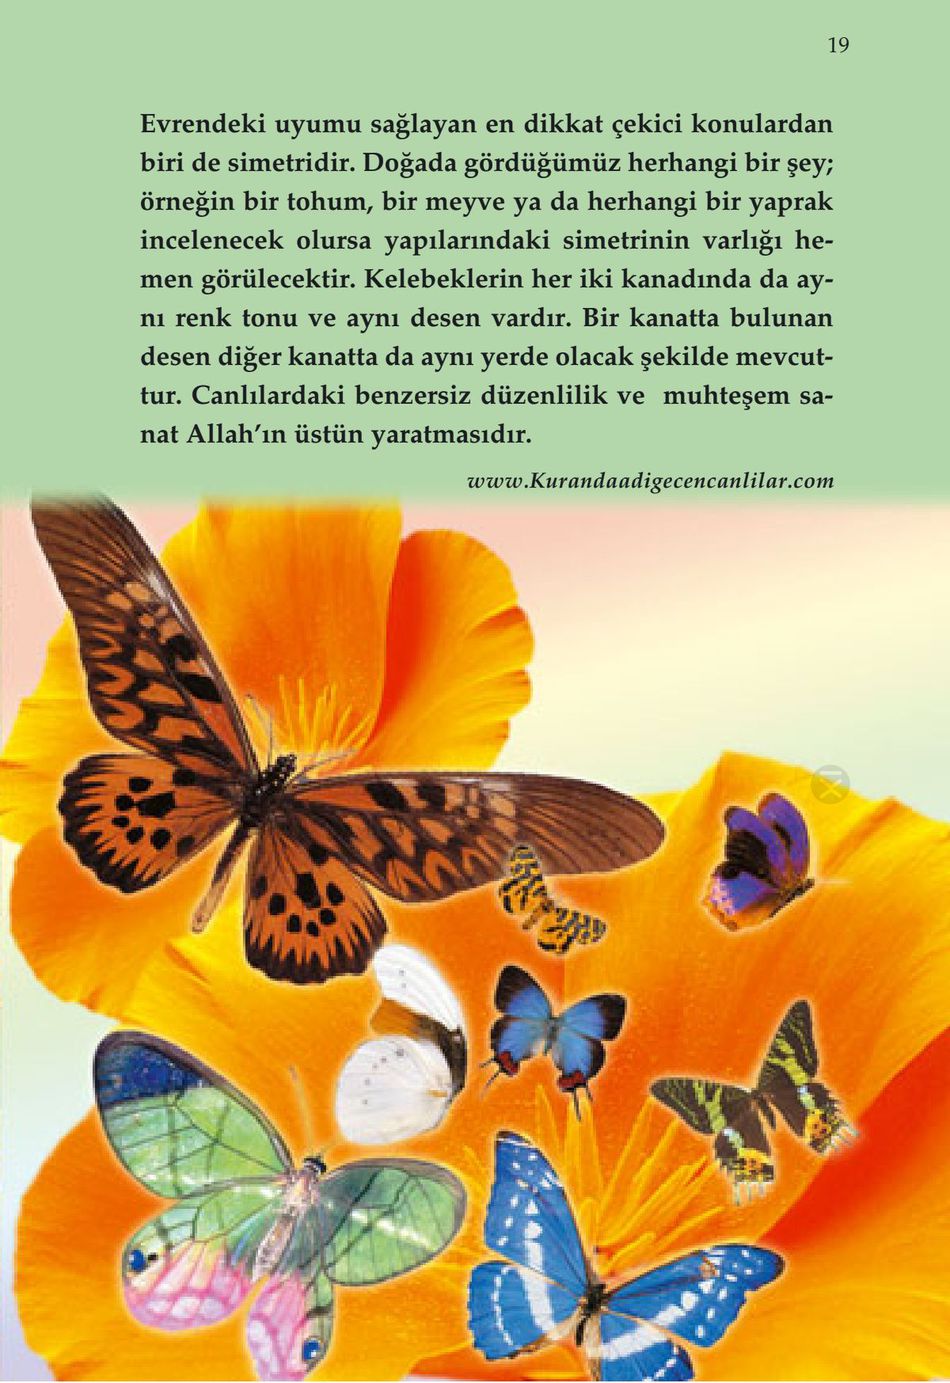 19
Evrendeki uyumu sağlayan en dikkat çekici konulardan
biri de simetridir. Doğada gördüğümüz herhangi bir şey;
örneğin bir tohum, bir meyve ya da herhangi bir yaprak
incelenecek olursa yapılarındaki simetrinin varlığı he-
men görülecektir. Kelebeklerin her iki kanadında da ay-
nı renk tonu ve aynı desen vardır. Bir kanatta bulunan
desen diğer kanatta da aynı yerde olacak şekilde mevcut-
tur. Canlılardaki benzersiz düzenlilik ve  muhteşem sa-
nat Allah’ın üstün yaratmasıdır.
www.Kurandaadigecencanlilar.com